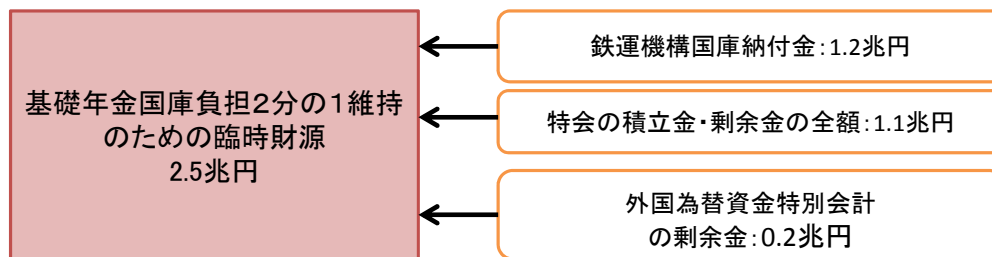 基礎年金国庫負担２分の１維持
のための臨時財源
2.5兆円
鉄運機構国庫納付金：1.2兆円
特会の積立金・剰余金の全額：1.1兆円
外国為替資金特別会計
の剰余金：0.2兆円